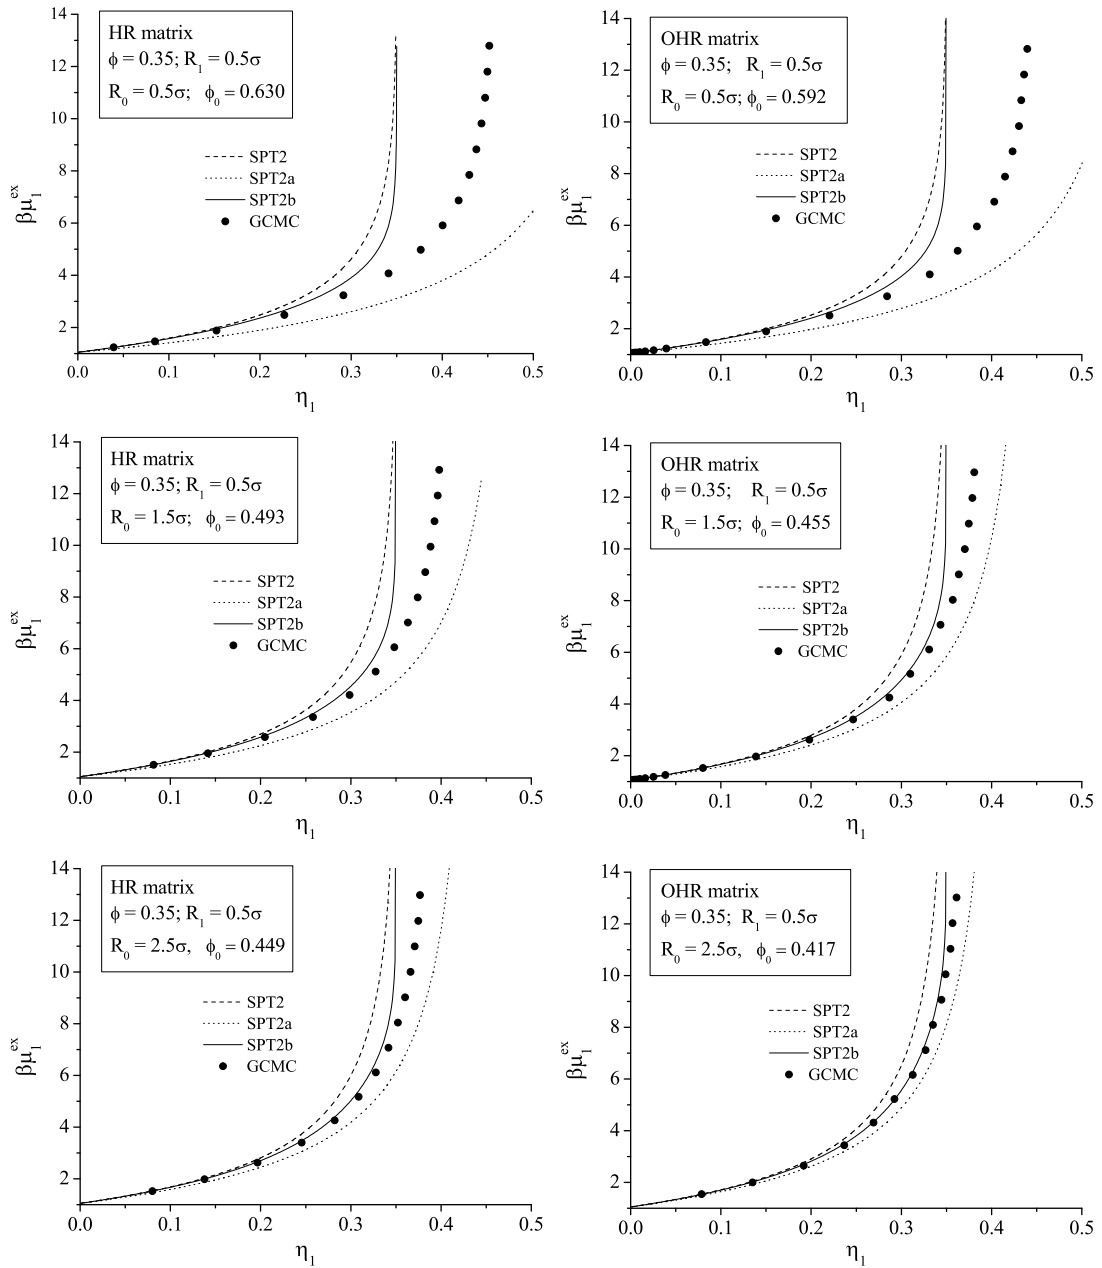 HR matrix
ϕ = 0.35; R₁ = 0.5σ
R₀ = 0.5σ; ϕ₀ = 0.630
SPT2
SPT2a
SPT2b
GCMC
14
12
10
8
6
4
2
βμ₁ᵉˣ
0.0 0.1 0.2 0.3 0.4 0.5
η₁
OHR matrix
ϕ = 0.35; R₁ = 0.5σ
R₀ = 0.5σ; ϕ₀ = 0.592
SPT2
SPT2a
SPT2b
GCMC
14
12
10
8
6
4
2
βμ₁ᵉˣ
0.0 0.1 0.2 0.3 0.4 0.5
η₁
HR matrix
ϕ = 0.35; R₁ = 0.5σ
R₀ = 1.5σ; ϕ₀ = 0.493
SPT2
SPT2a
SPT2b
GCMC
14
12
10
8
6
4
2
βμ₁ᵉˣ
0.0 0.1 0.2 0.3 0.4 0.5
η₁
OHR matrix
ϕ = 0.35; R₁ = 0.5σ
R₀ = 1.5σ; ϕ₀ = 0.455
SPT2
SPT2a
SPT2b
GCMC
14
12
10
8
6
4
2
βμ₁ᵉˣ
0.0 0.1 0.2 0.3 0.4 0.5
η₁
HR matrix
ϕ = 0.35; R₁ = 0.5σ
R₀ = 2.5σ, ϕ₀ = 0.449
SPT2
SPT2a
SPT2b
GCMC
14
12
10
8
6
4
2
βμ₁ᵉˣ
0.0 0.1 0.2 0.3 0.4 0.5
η₁
OHR matrix
ϕ = 0.35; R₁ = 0.5σ
R₀ = 2.5σ, ϕ₀ = 0.417
SPT2
SPT2a
SPT2b
GCMC
14
12
10
8
6
4
2
βμ₁ᵉˣ
0.0 0.1 0.2 0.3 0.4 0.5
η₁